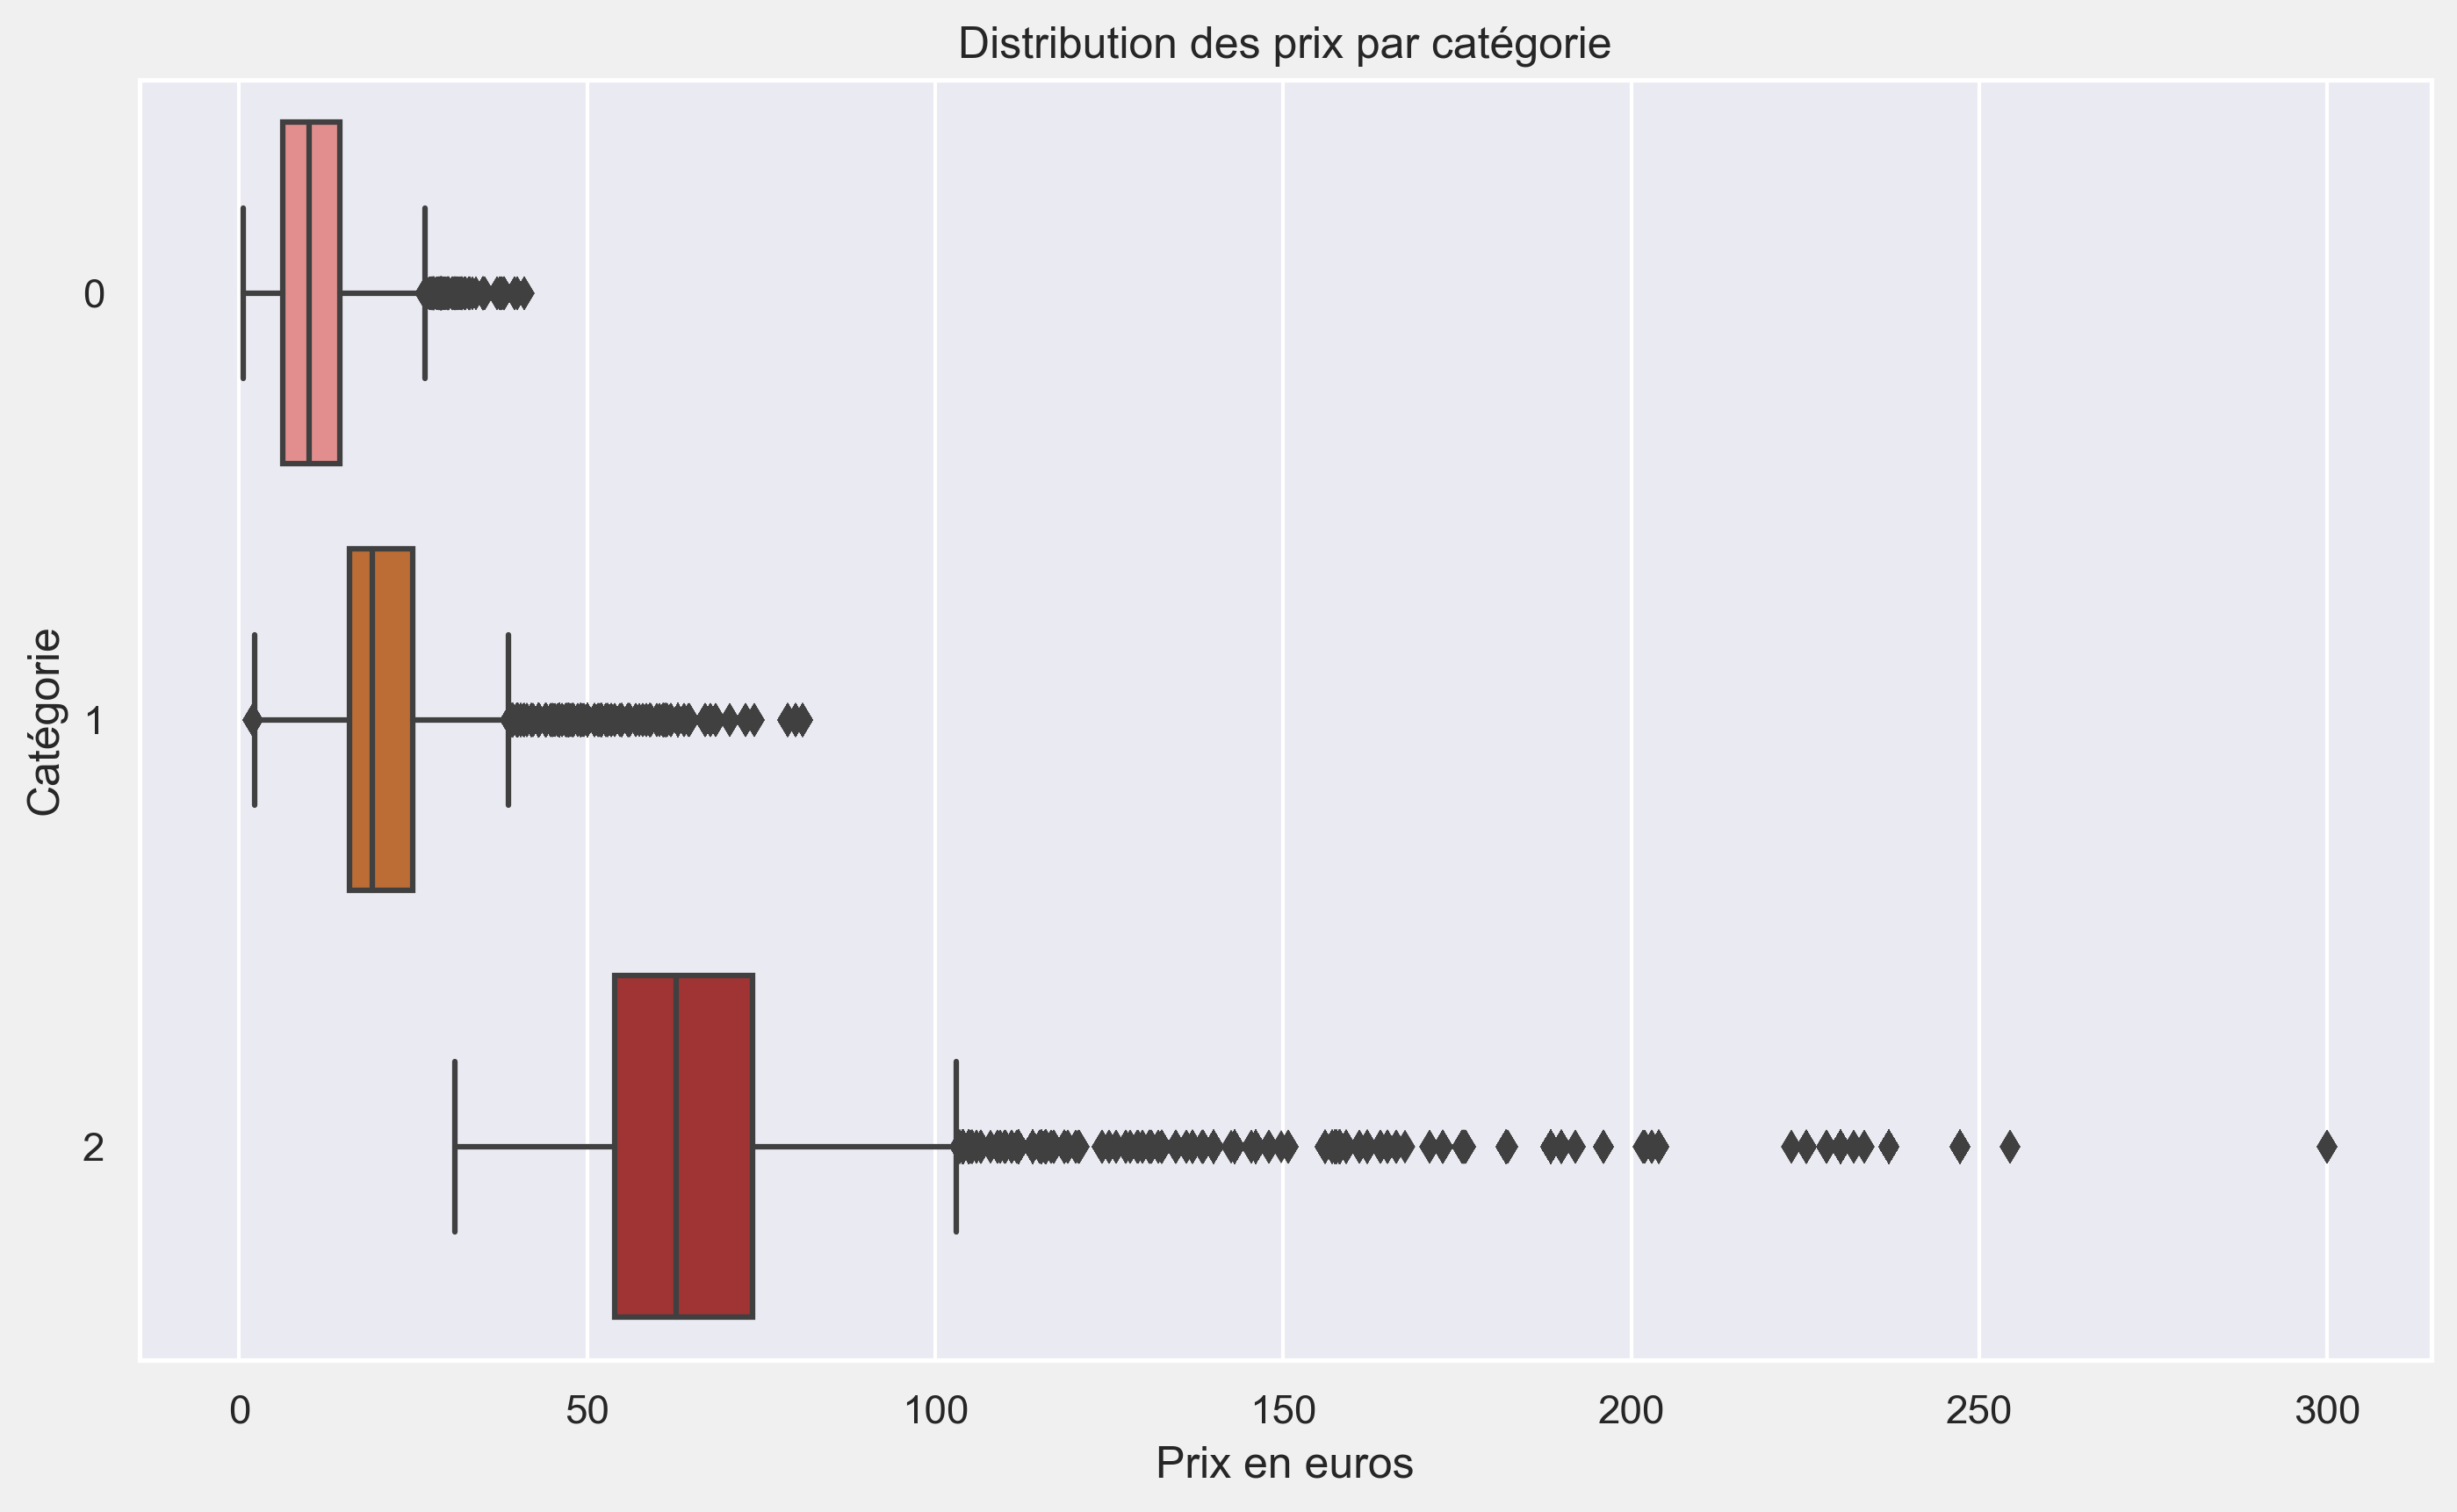 Distribution des prix par catégorie
Catégorie
0
1
2
0 50 100 150 200 250 300
Prix en euros